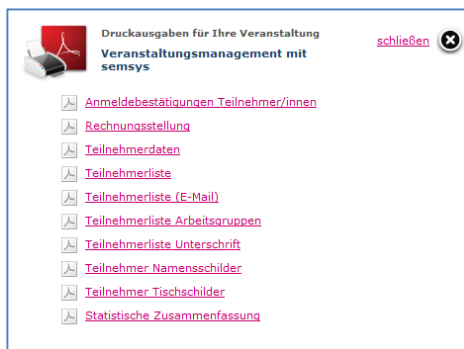 Druckausgaben für Ihre Veranstaltung
schließen
Veranstaltungsmanagement mit
semsys
Anmeldebestätigungen Teilnehmer/innen
Rechnungsstellung
Teilnehmerdaten
Teilnehmerliste
Teilnehmerliste (E-Mail)
Teilnehmerliste Arbeitsgruppen
Teilnehmerliste Unterschrift
Teilnehmer Namensschilder
Teilnehmer Tischschilder
Statistische Zusammenfassung